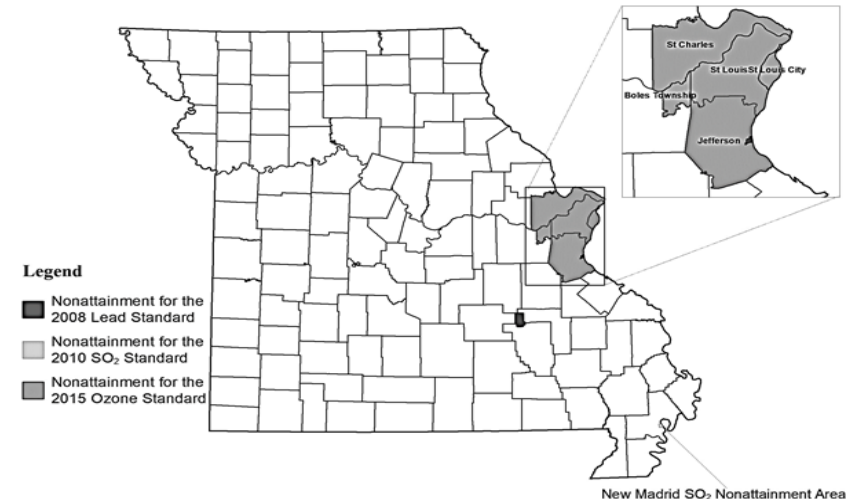 St Charles
St Louis
St Louis City
Boles Township
Jefferson
Legend
Nonattainment for the
2008 Lead Standard
Nonattainment for the
2010 SO₂ Standard
Nonattainment for the
2015 Ozone Standard
New Madrid SO₂ Nonattainment Area